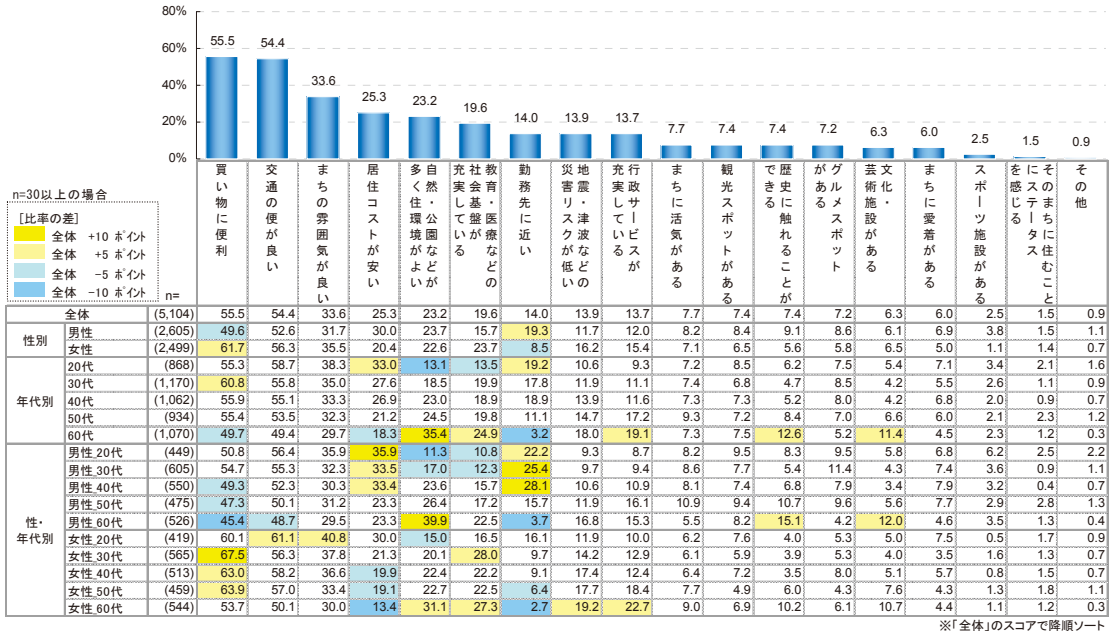 80%
60%
40%
20%
0%
55.5 54.4 33.6 25.3 23.2 19.6 14.0 13.9 13.7 7.7 7.4 7.4 7.2 6.3 6.0 2.5 1.5 0.9
n=30以上の場合
[比率の差]
全体 +10 ポイント
全体 +5 ポイント
全体 -5 ポイント
全体 -10 ポイント
n=
買い物に便利
交通の便が良い
まちの雰囲気が良い
居住コストが安い
自然・公園などが
多く住環境がよい
教育・医療などの
社会基盤が
充実している
勤務先に近い
地震・津波などの
災害リスクが低い
行政サービスが
充実している
まちに活気がある
観光スポットがある
歴史に触れることが
できる
グルメスポット
がある
文化・
芸術施設がある
まちに愛着がある
スポーツ施設がある
そのまちに住むこと
にステータス
を感じる
その他
全体 (5,104) 55.5 54.4 33.6 25.3 23.2 19.6 14.0 13.9 13.7 7.7 7.4 7.4 7.2 6.3 6.0 2.5 1.5 0.9
性別
男性 (2,605) 49.6 52.6 31.7 30.0 23.7 15.7 19.3 11.7 12.0 8.2 8.4 9.1 8.6 6.1 6.9 3.8 1.5 1.1
女性 (2,499) 61.7 56.3 35.5 20.4 22.6 23.7 8.5 16.2 15.4 7.1 6.5 5.6 5.8 6.5 5.0 1.1 1.4 0.7
年代別
20代 (868) 55.3 58.7 38.3 33.0 13.1 13.5 19.2 10.6 9.3 7.2 8.5 6.2 7.5 5.4 7.1 3.4 2.1 1.6
30代 (1,170) 60.8 55.8 35.0 27.6 18.5 19.9 17.8 11.9 11.1 7.4 6.8 4.7 8.5 4.2 5.5 2.6 1.1 0.9
40代 (1,062) 55.9 55.1 33.3 26.9 23.0 18.9 18.9 13.9 11.6 7.3 7.3 5.2 8.0 4.2 6.8 2.0 0.9 0.7
50代 (934) 55.4 53.5 32.3 21.2 24.5 19.8 11.1 14.7 17.2 9.3 7.2 8.4 7.0 6.6 6.0 2.1 2.3 1.2
60代 (1,070) 49.7 49.4 29.7 18.3 35.4 24.9 3.2 18.0 19.1 7.3 7.5 12.6 5.2 11.4 4.5 2.3 1.2 0.3
性・
年代別
男性_20代 (449) 50.8 56.4 35.9 35.9 11.3 10.8 22.2 9.3 8.7 8.2 9.5 8.3 9.5 5.8 6.8 6.2 2.5 2.2
男性_30代 (605) 54.7 55.3 32.3 33.5 17.0 12.3 25.4 9.7 9.4 8.6 7.7 5.4 11.4 4.3 7.4 3.6 0.9 1.1
男性_40代 (550) 49.3 52.3 30.3 33.4 23.6 15.7 28.1 10.6 10.9 8.1 7.4 6.8 7.9 3.4 7.9 3.2 0.4 0.7
男性_50代 (475) 47.3 50.1 31.2 23.3 26.4 17.2 15.7 11.9 16.1 10.9 9.4 10.7 9.6 5.6 7.7 2.9 2.8 1.3
男性_60代 (526) 45.4 48.7 29.5 23.3 39.9 22.5 3.7 16.8 15.3 5.5 8.2 15.1 4.2 12.0 4.6 3.5 1.3 0.4
女性_20代 (419) 60.1 61.1 40.8 30.0 15.0 16.5 16.1 11.9 10.0 6.2 7.6 4.0 5.3 5.0 7.5 0.5 1.7 0.9
女性_30代 (565) 67.5 56.3 37.8 21.3 20.1 28.0 9.7 14.2 12.9 6.1 5.9 3.9 5.3 4.0 3.5 1.6 1.3 0.7
女性_40代 (513) 63.0 58.2 36.6 19.9 22.4 22.2 9.1 17.4 12.4 6.4 7.2 3.5 8.0 5.1 5.7 0.8 1.5 0.7
女性_50代 (459) 63.9 57.0 33.4 19.1 22.7 22.5 6.4 17.7 18.4 7.7 4.9 6.0 4.3 7.6 4.3 1.3 1.8 1.1
女性_60代 (544) 53.7 50.1 30.0 13.4 31.1 27.3 2.7 19.2 22.7 9.0 6.9 10.2 6.1 10.7 4.4 1.1 1.2 0.3
※「全体」のスコアで降順ソート